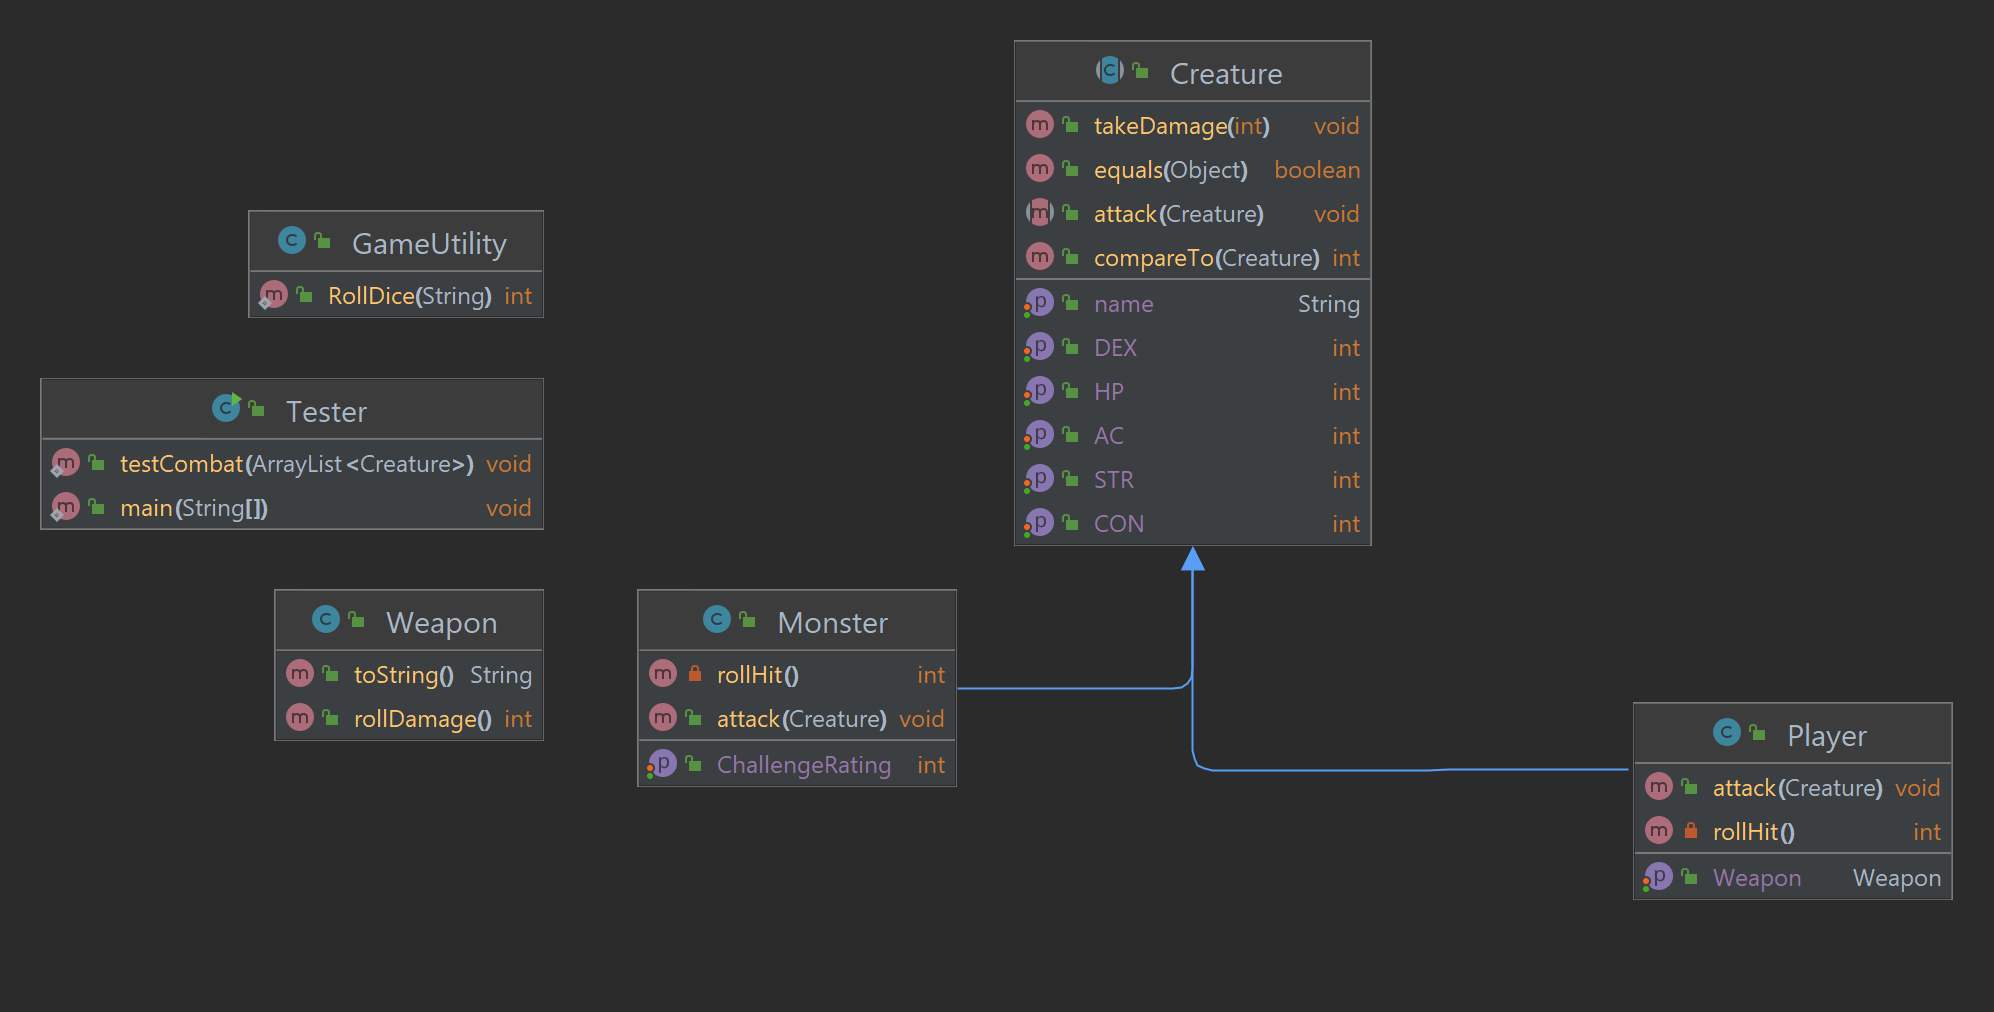 Creature
takeDamage(int) void
equals(Object) boolean
attack(Creature) void
compareTo(Creature) int
name String
DEX int
HP int
AC int
STR int
CON int
GameUtility
RollDice(String) int
Tester
testCombat(ArrayList<Creature>) void
main(String[]) void
Weapon
toString() String
rollDamage() int
Monster
rollHit() int
attack(Creature) void
ChallengeRating int
Player
attack(Creature) void
rollHit() int
Weapon Weapon